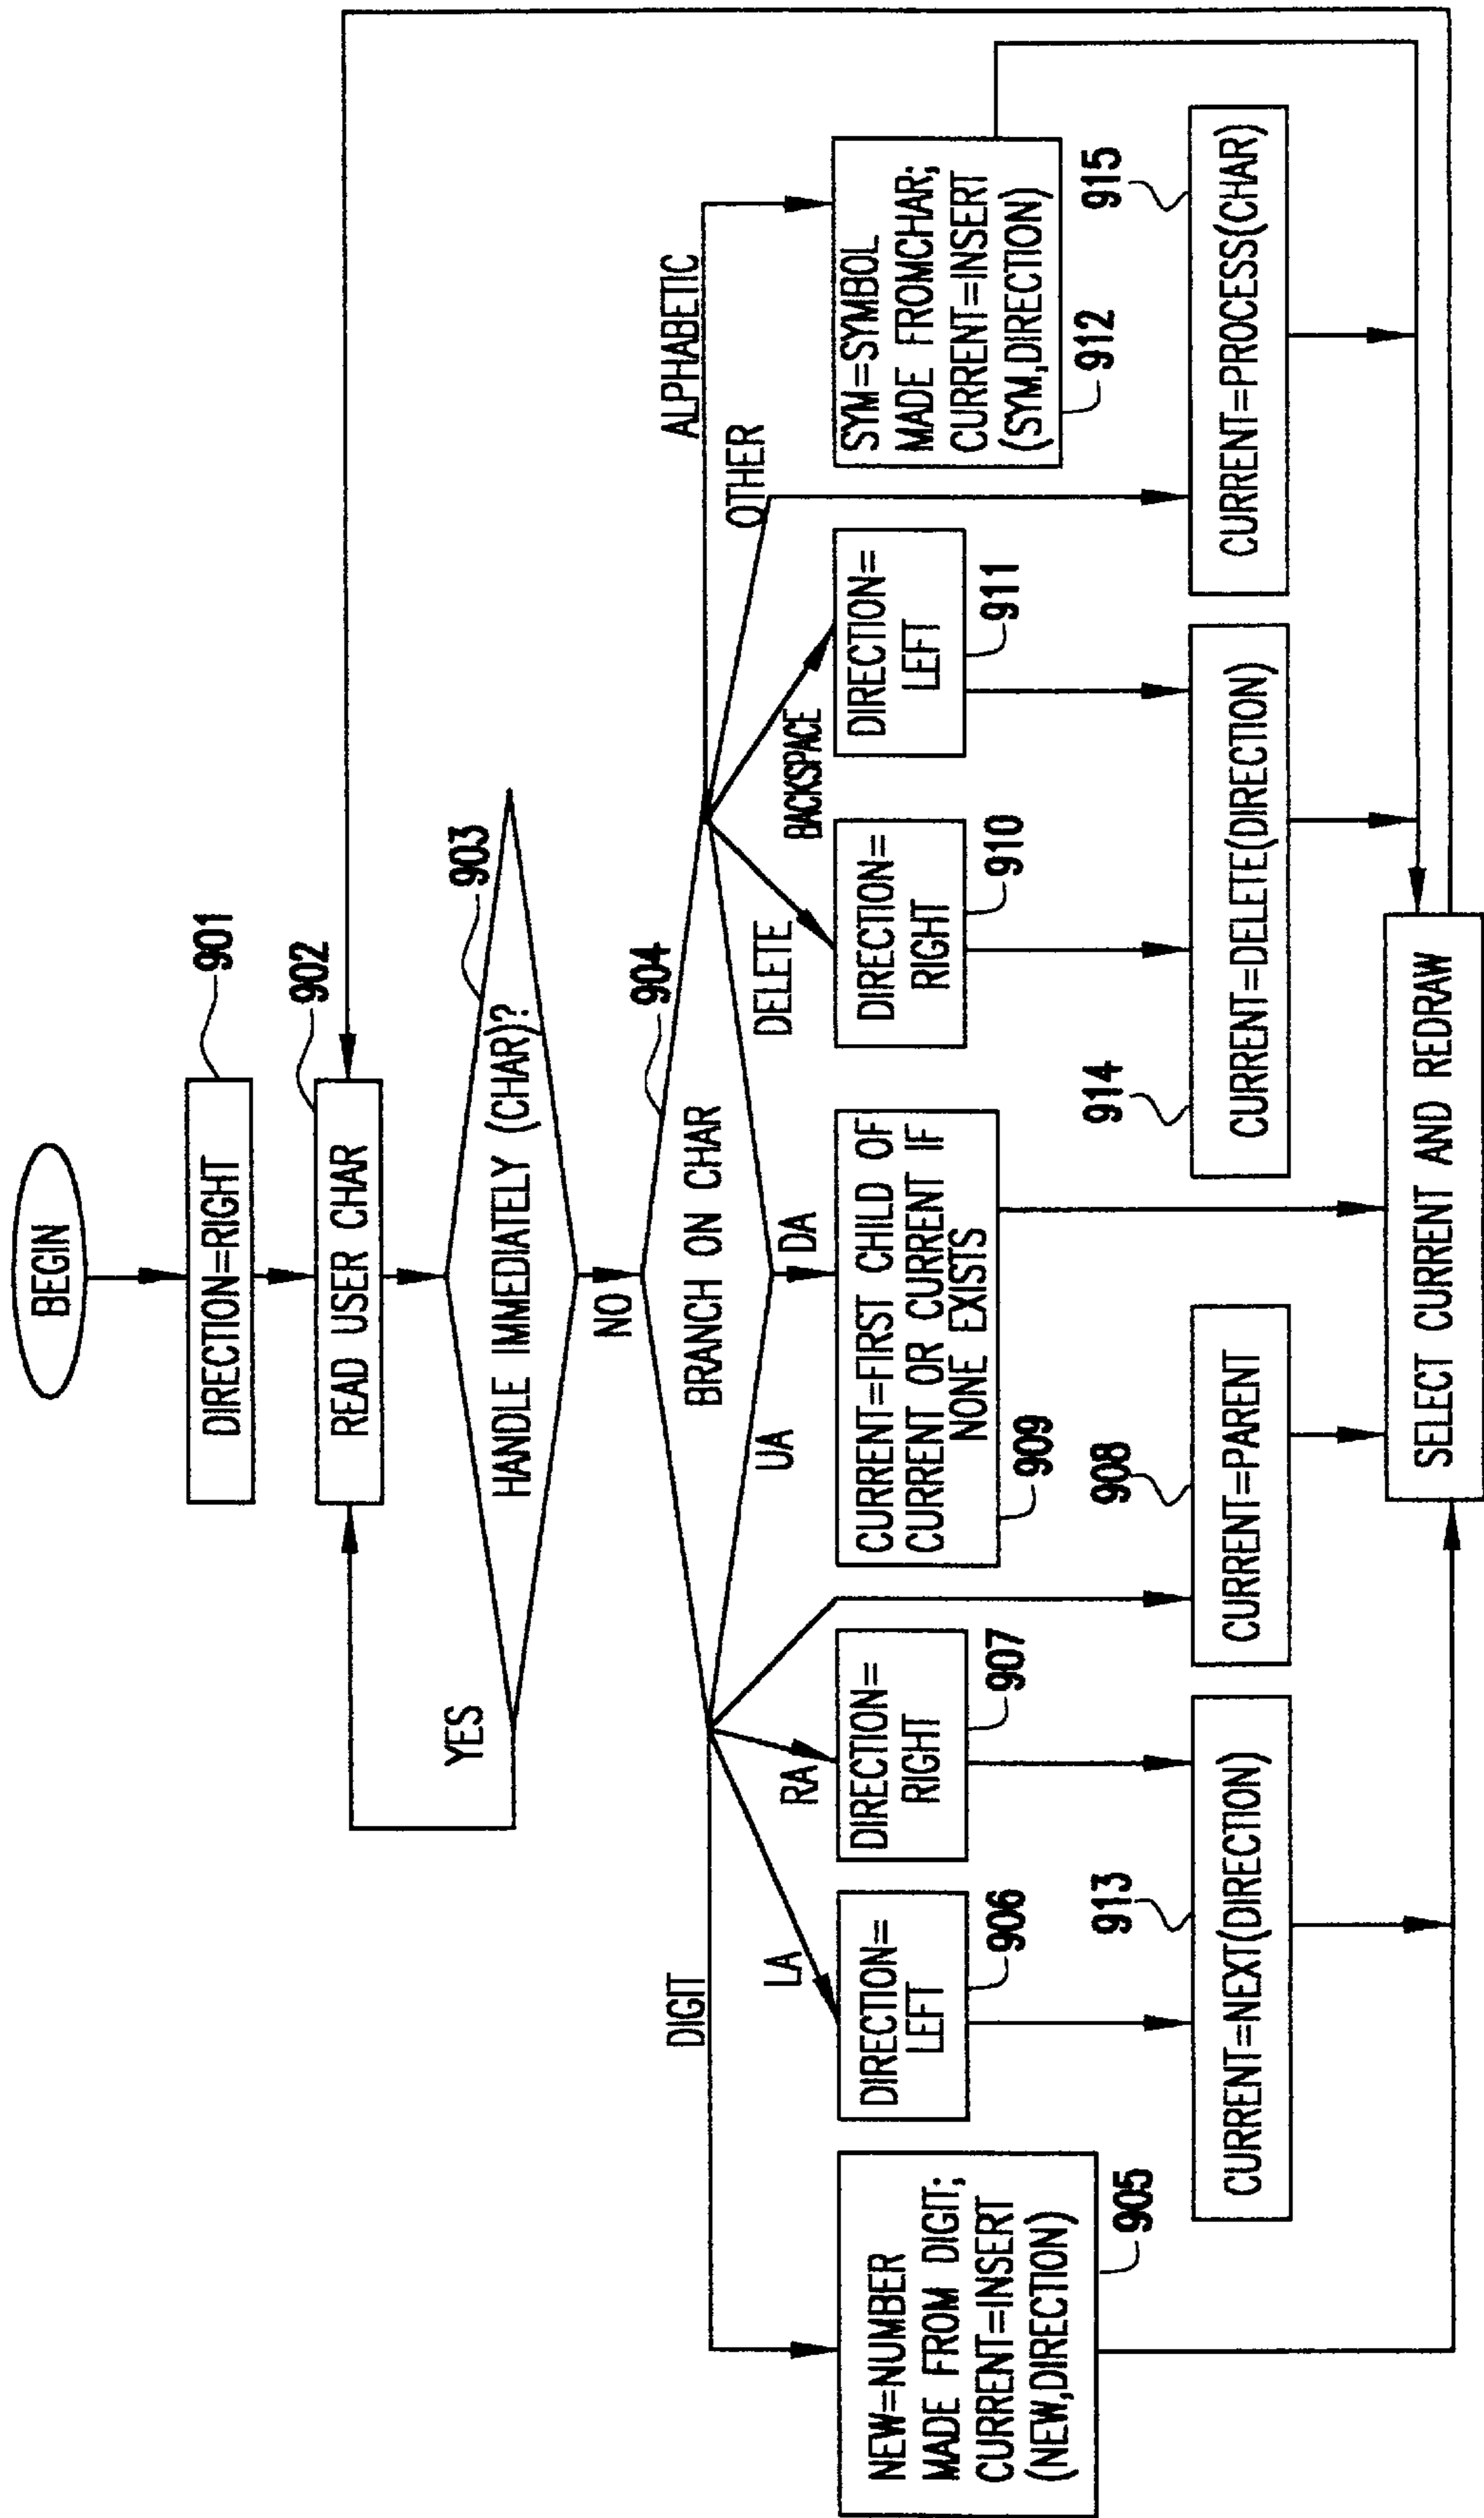 BEGIN
DIRECTION=RIGHT
901
READ USER CHAR
902
HANDLE IMMEDIATELY (CHAR)?
903
YES
NO
BRANCH ON CHAR
904
DIGIT
LA
RA
UA
DA
DELETE
BACKSPACE
OTHER
ALPHABETIC
NEW=NUMBER
MADE FROM DIGIT;
CURRENT=INSERT
(NEW,DIRECTION)
905
DIRECTION=
LEFT
906
DIRECTION=
RIGHT
907
CURRENT=FIRST CHILD OF
CURRENT OR CURRENT IF
NONE EXISTS
909
DIRECTION=
RIGHT
910
DIRECTION=
LEFT
911
SYM=SYMBOL
MADE FROMCHAR;
CURRENT=INSERT
(SYM,DIRECTION)
912
913
CURRENT=NEXT(DIRECTION)
908
CURRENT=PARENT
914
CURRENT=DELETE(DIRECTION)
915
CURRENT=PROCESS(CHAR)
SELECT CURRENT AND REDRAW